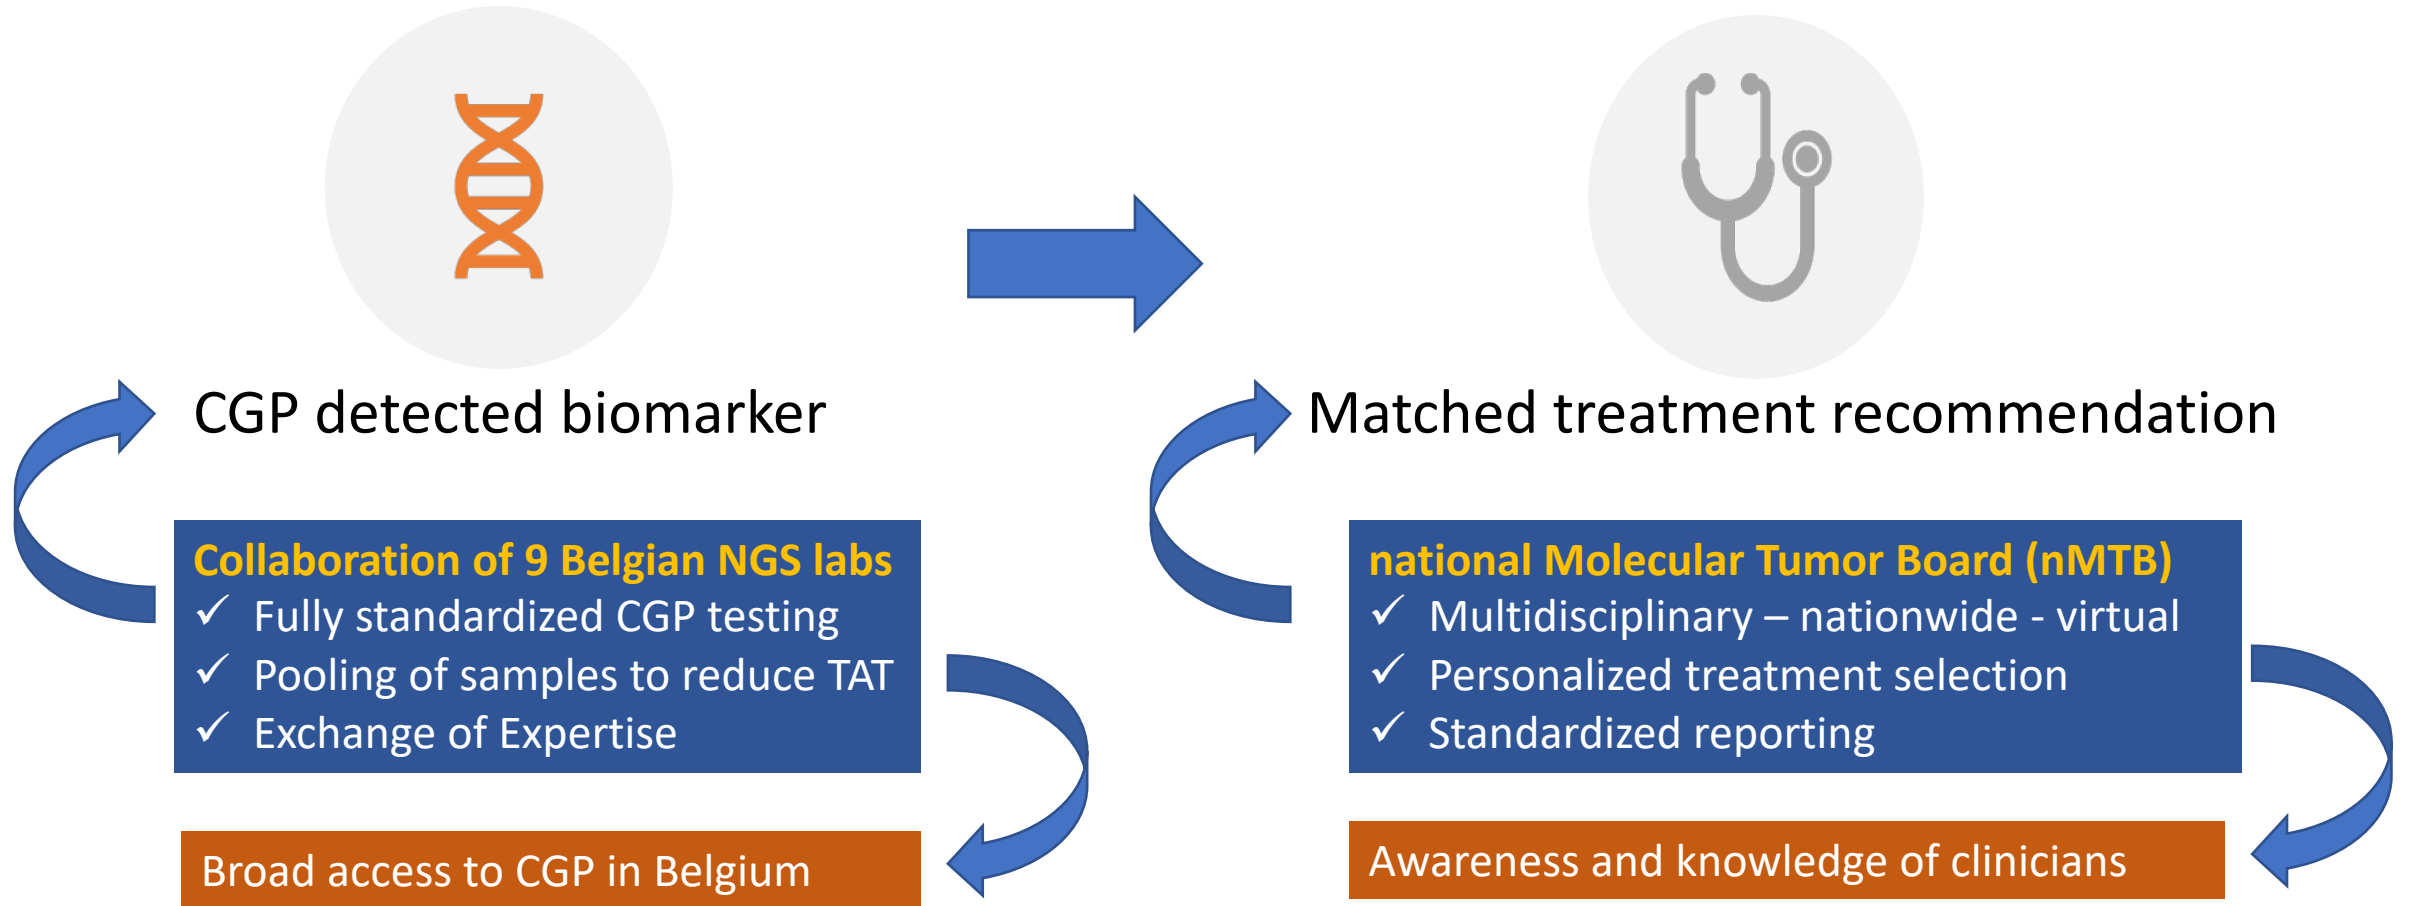 CGP detected biomarker
Collaboration of 9 Belgian NGS labs
✓ Fully standardized CGP testing
✓ Pooling of samples to reduce TAT
✓ Exchange of Expertise
Broad access to CGP in Belgium
Matched treatment recommendation
national Molecular Tumor Board (nMTB)
✓ Multidisciplinary – nationwide - virtual
✓ Personalized treatment selection
✓ Standardized reporting
Awareness and knowledge of clinicians